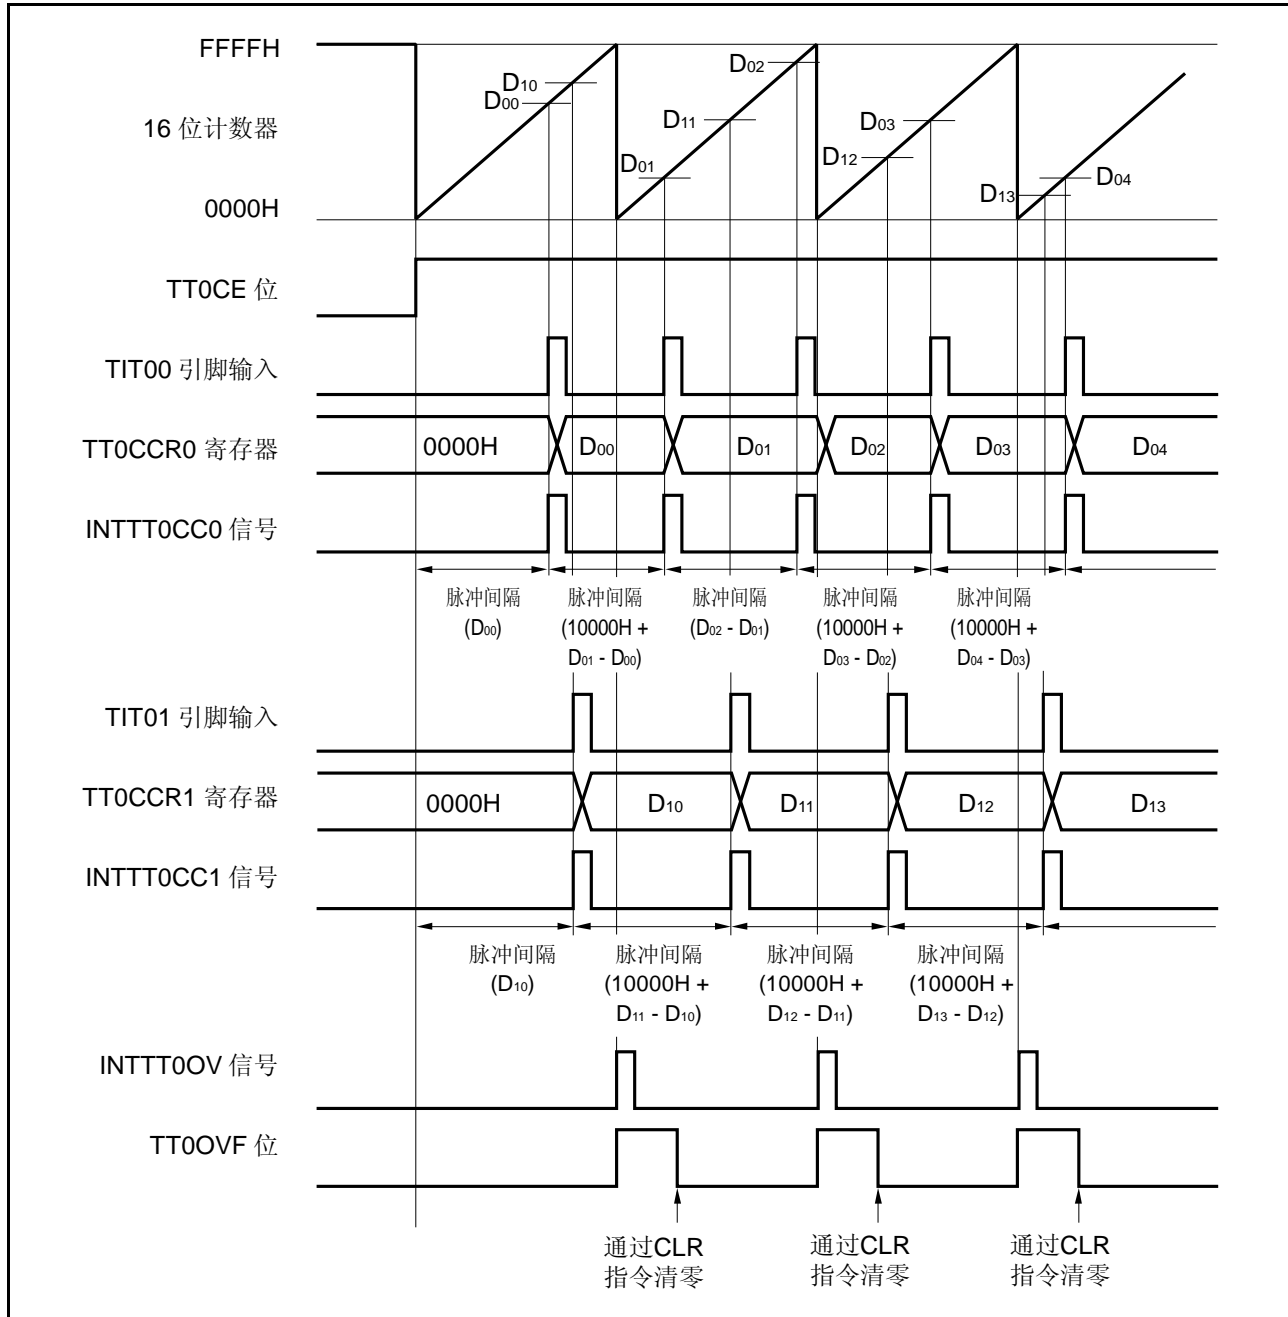 FFFFH
D10
D00
D02
D11
D03
16 位计数器
D01
D12
D13
D04
0000H
TT0CE 位
TIT00 引脚输入
TT0CCR0 寄存器
0000H
D00
D01
D02
D03
D04
INTTT0CC0 信号
脉冲间隔
(D00)
脉冲间隔
(10000H +
D01 - D00)
脉冲间隔
(D02 - D01)
脉冲间隔
(10000H +
D03 - D02)
脉冲间隔
(10000H +
D04 - D03)
TIT01 引脚输入
TT0CCR1 寄存器
0000H
D10
D11
D12
D13
INTTT0CC1 信号
脉冲间隔
(D10)
脉冲间隔
(10000H +
D11 - D10)
脉冲间隔
(10000H +
D12 - D11)
脉冲间隔
(10000H +
D13 - D12)
INTTT0OV 信号
TT0OVF 位
通过CLR
指令清零
通过CLR
指令清零
通过CLR
指令清零